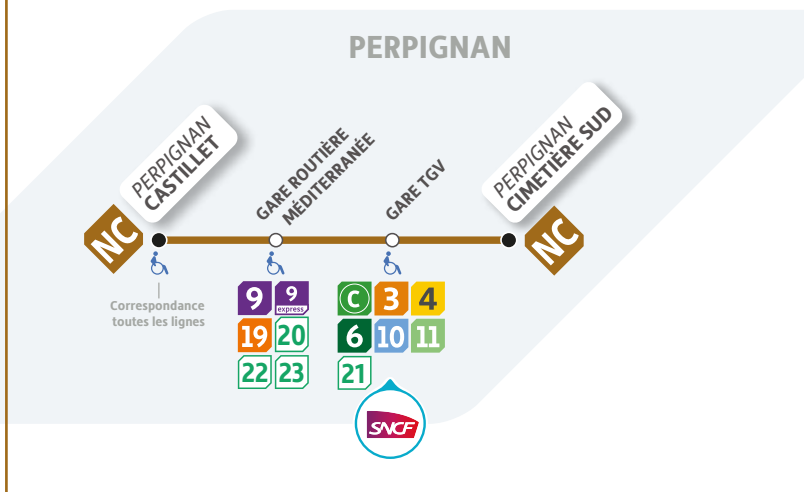 PERPIGNAN
NC
PERPIGNAN
CASTILLET
GARE ROUTIÈRE
MÉDITERRANÉE
GARE TGV
PERPIGNAN
CIMETIÈRE SUD
NC
Correspondance
toutes les lignes
9 9 express
19 20
22 23
C 3 4
6 10 11
21
SNCF